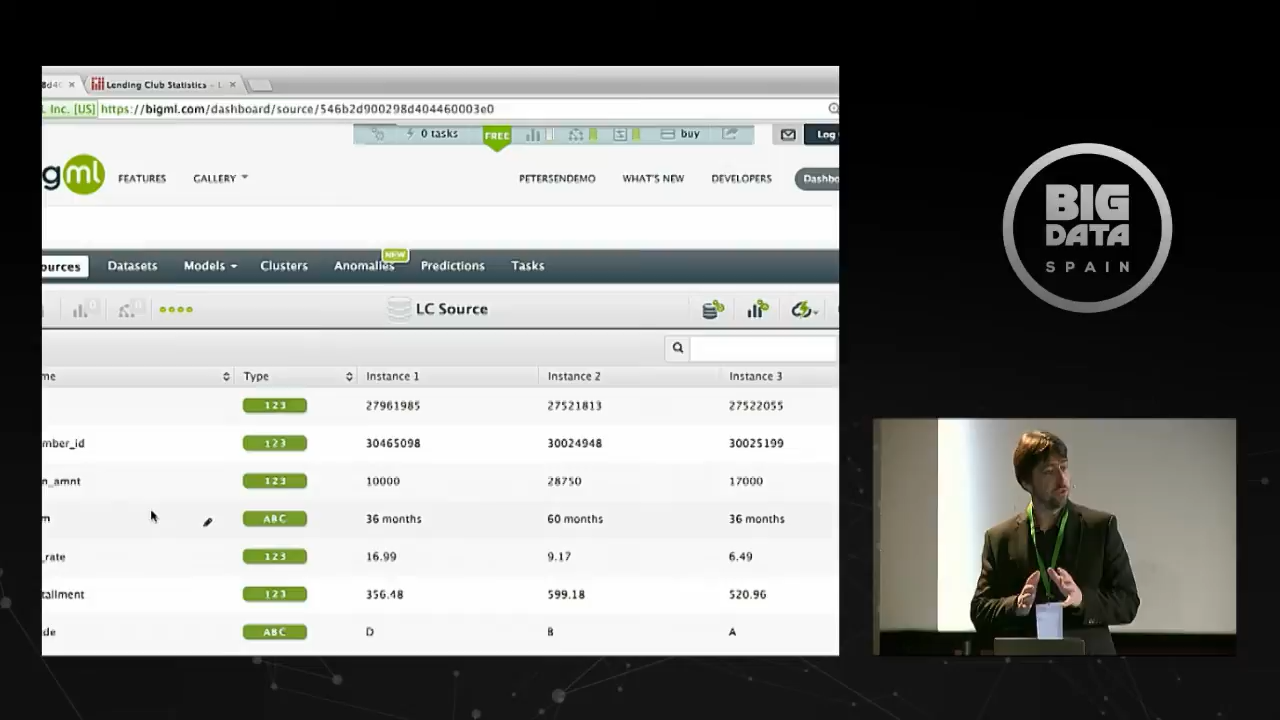 8d4
Lending Club Statistics - L
Inc. [US] https://bigml.com/dashboard/source/546b2d900298d404460003e0
0 tasks FREE buy Log
gml FEATURES GALLERY PETERSENDEMO WHAT'S NEW DEVELOPERS Dashbo
ources Datasets Models Clusters Anomalies NEW Predictions Tasks
LC Source
me Type Instance 1 Instance 2 Instance 3
123 27961985 27521813 27522055
mber_id 123 30465098 30024948 30025199
n_amnt 123 10000 28750 17000
m ABC 36 months 60 months 36 months
_rate 123 16.99 9.17 6.49
tallment 123 356.48 599.18 520.96
de ABC D B A
BIG
DATA
SPAIN